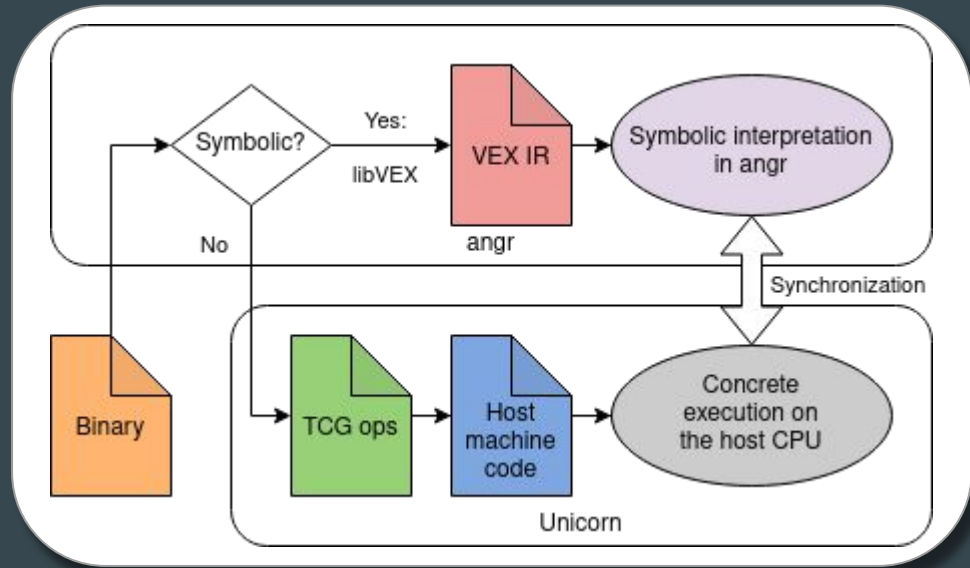 Symbolic?
Yes:
libVEX
VEX IR
Symbolic interpretation
in angr
angr
No
Synchronization
Binary
TCG ops
Host
machine
code
Concrete
execution on
the host CPU
Unicorn